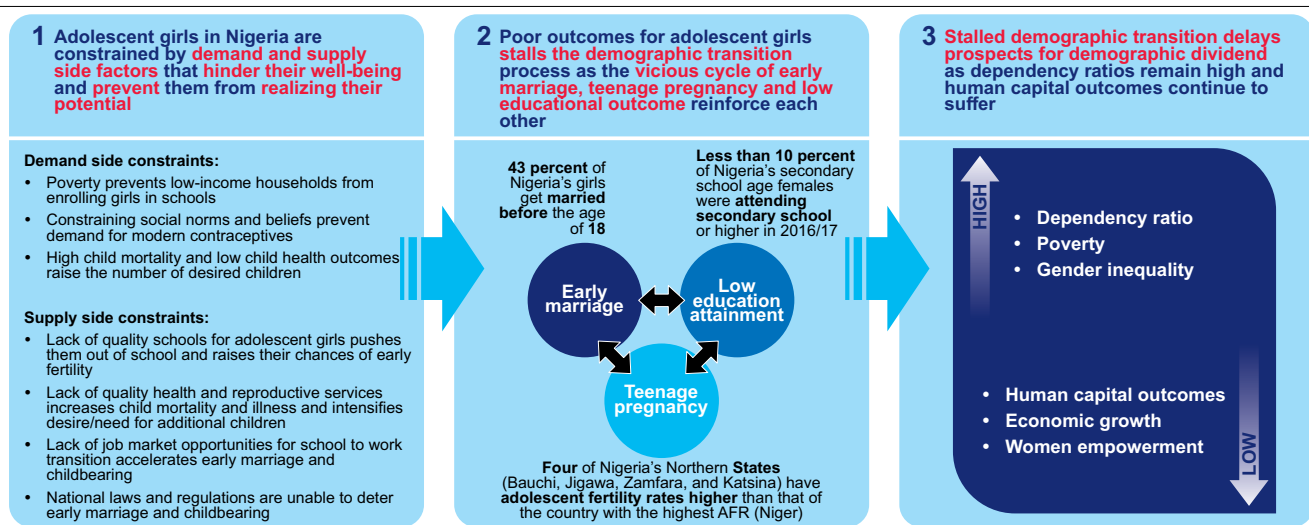 1 Adolescent girls in Nigeria are
constrained by demand and supply
side factors that hinder their well-being
and prevent them from realizing their
potential
Demand side constraints:
• Poverty prevents low-income households from
enrolling girls in schools
• Constraining social norms and beliefs prevent
demand for modern contraceptives
• High child mortality and low child health outcomes
raise the number of desired children
Supply side constraints:
• Lack of quality schools for adolescent girls pushes
them out of school and raises their chances of early
fertility
• Lack of quality health and reproductive services
increases child mortality and illness and intensifies
desire/need for additional children
• Lack of job market opportunities for school to work
transition accelerates early marriage and
childbearing
• National laws and regulations are unable to deter
early marriage and childbearing
2 Poor outcomes for adolescent girls
stalls the demographic transition
process as the vicious cycle of early
marriage, teenage pregnancy and low
educational outcome reinforce each
other
43 percent of
Nigeria's girls
get married
before the age
of 18
Less than 10 percent
of Nigeria's secondary
school age females
were attending
secondary school
or higher in 2016/17
Early
marriage
Low
education
attainment
Teenage
pregnancy
Four of Nigeria's Northern States
(Bauchi, Jigawa, Zamfara, and Katsina) have
adolescent fertility rates higher than that of
the country with the highest AFR (Niger)
3 Stalled demographic transition delays
prospects for demographic dividend
as dependency ratios remain high and
human capital outcomes continue to
suffer
HIGH
• Dependency ratio
• Poverty
• Gender inequality
• Human capital outcomes
• Economic growth
• Women empowerment
LOW